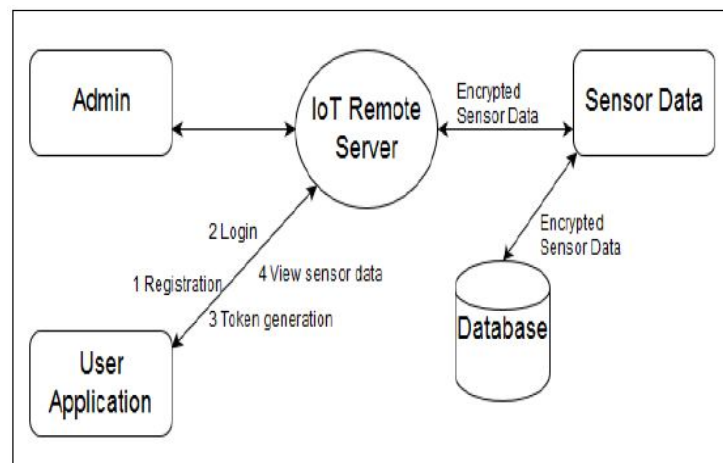 Admin
IoT Remote
Server
Encrypted
Sensor Data
Sensor Data
2 Login
1 Registration
4 View sensor data
3 Token generation
Encrypted
Sensor Data
Database
User
Application